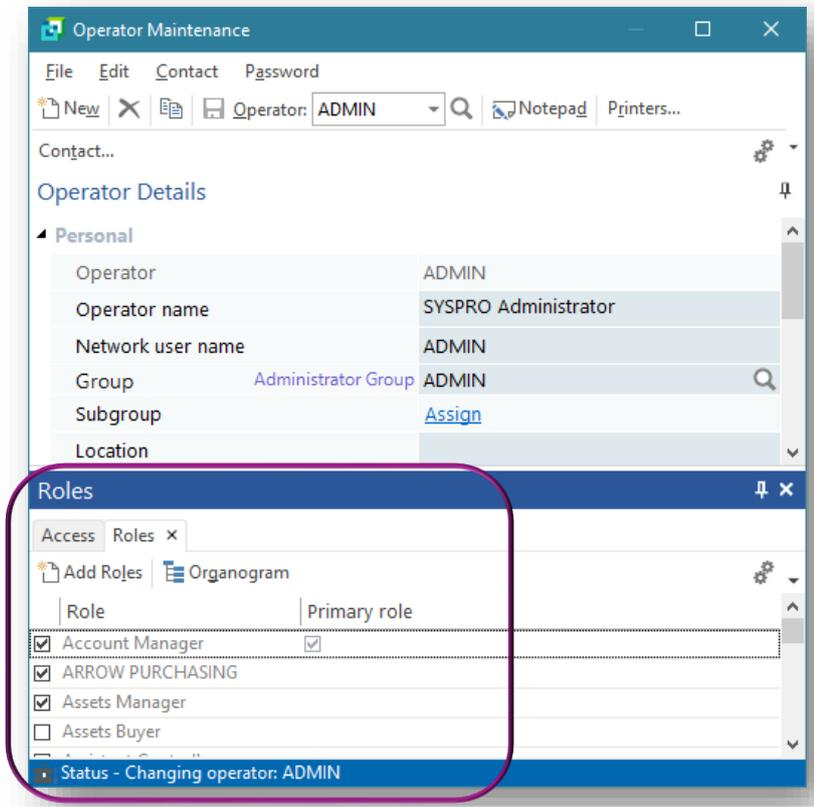 Operator Maintenance
File Edit Contact Password
New Operator: ADMIN Notepad Printers...
Contact...
Operator Details
Personal
Operator ADMIN
Operator name SYSPRO Administrator
Network user name ADMIN
Group Administrator Group ADMIN
Subgroup Assign
Location
Roles
Access Roles
Add Roles Organogram
Role Primary role
Account Manager
ARROW PURCHASING
Assets Manager
Assets Buyer
Status - Changing operator: ADMIN